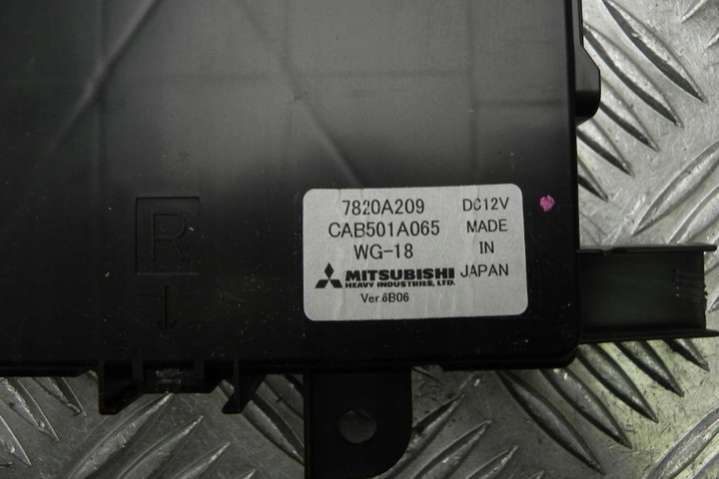 7820A209 DC12V
CAB501A065 MADE
WG-18 IN
MITSUBISHI JAPAN
HEAVY INDUSTRIES, LTD.
Ver.6B06
R